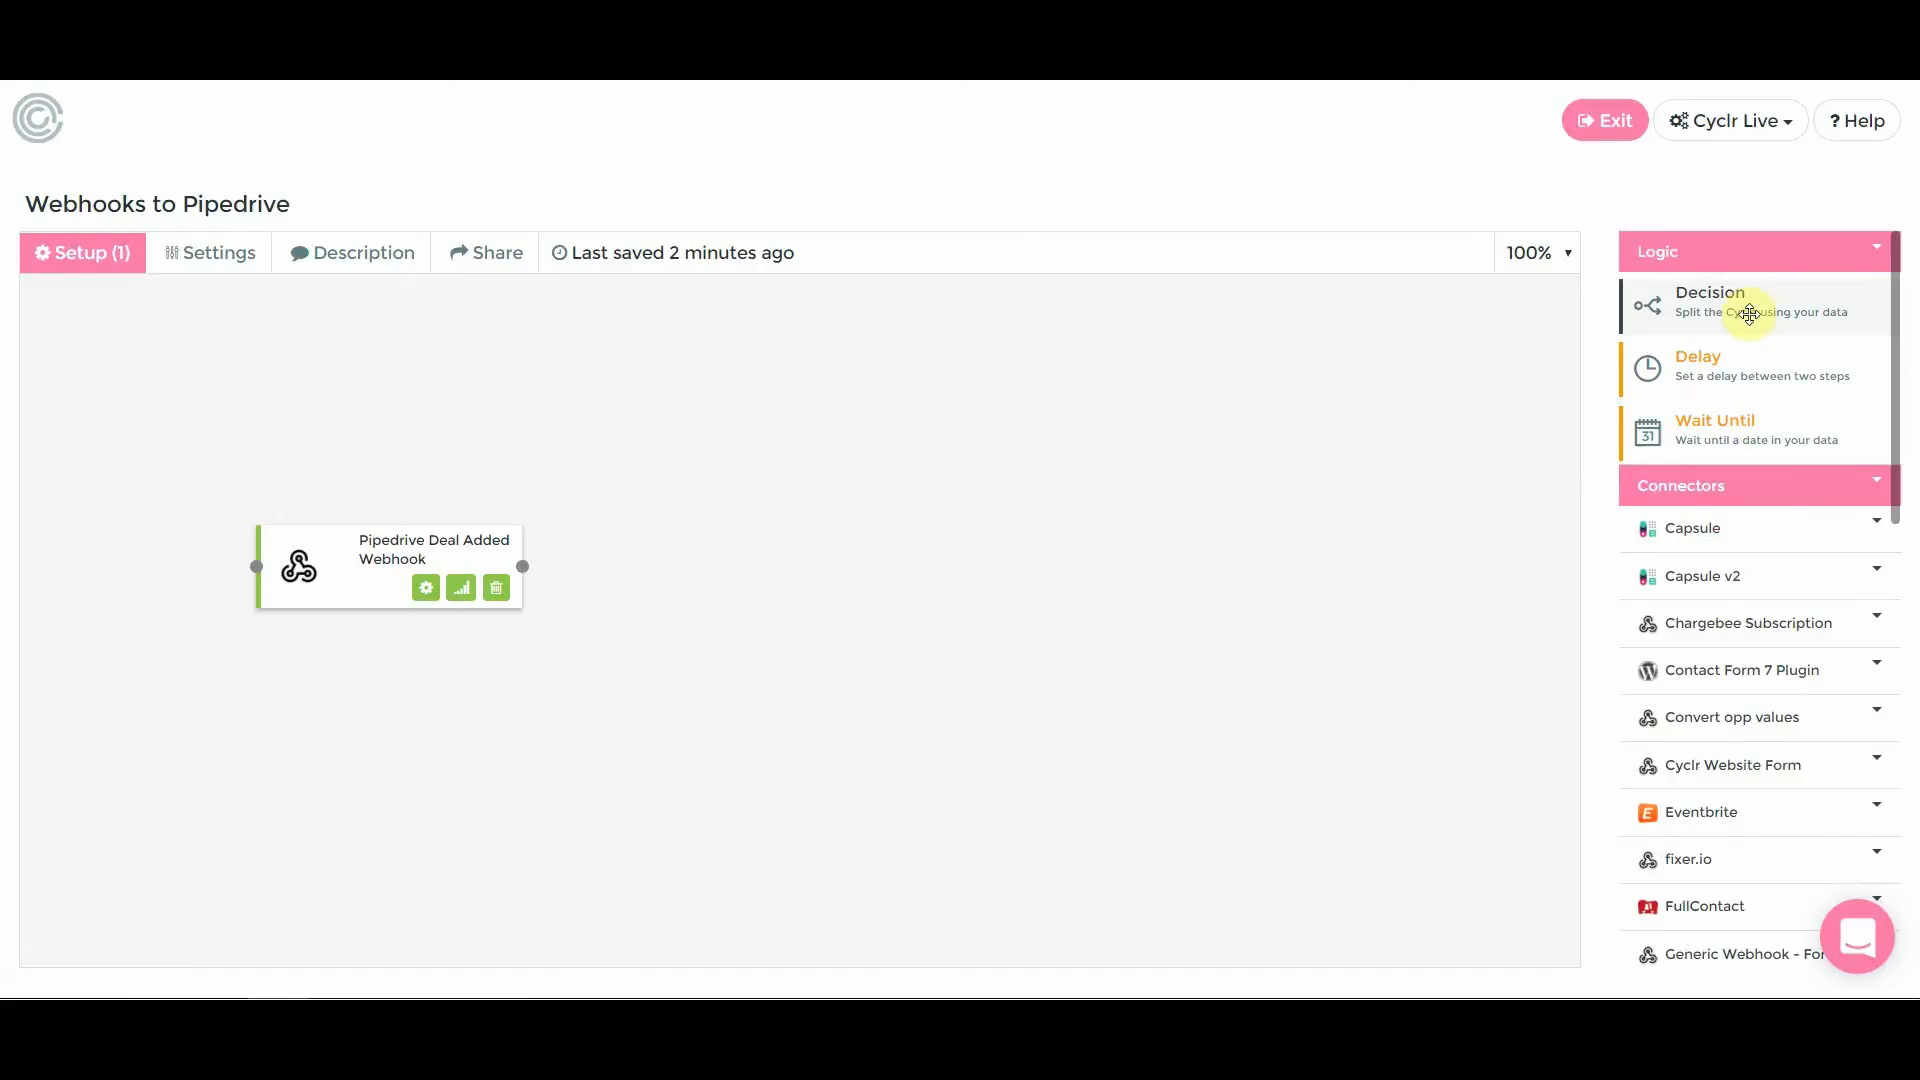 Exit
Cyclr Live
? Help
Webhooks to Pipedrive
Setup (1)
Settings
Description
Share
Last saved 2 minutes ago
100%
Logic
Decision
Split the using your data
Delay
Set a delay between two steps
31
Wait Until
Wait until a date in your data
Connectors
Pipedrive Deal Added
Webhook
Capsule
Capsule v2
Chargebee Subscription
Contact Form 7 Plugin
Convert opp values
Cyclr Website Form
Eventbrite
fixer.io
FullContact
Generic Webhook - For